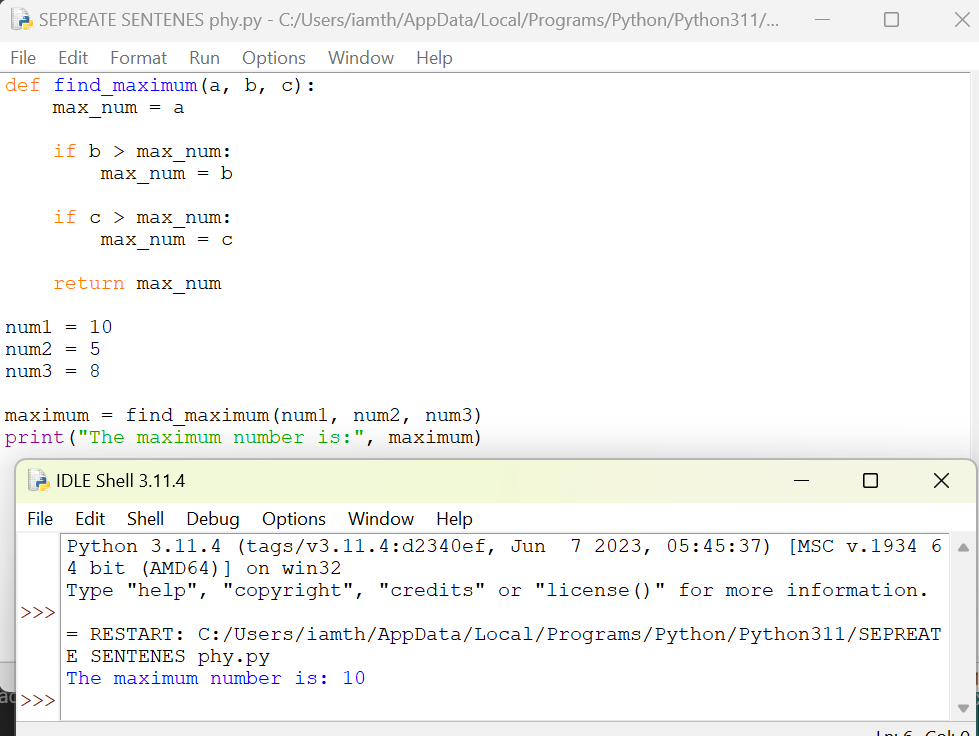 SEPREATE SENTENES phy.py - C:/Users/iamth/AppData/Local/Programs/Python/Python311/...
File Edit Format Run Options Window Help
def find_maximum(a, b, c):
    max_num = a

    if b > max_num:
        max_num = b

    if c > max_num:
        max_num = c

    return max_num

num1 = 10
num2 = 5
num3 = 8

maximum = find_maximum(num1, num2, num3)
print("The maximum number is:", maximum)
IDLE Shell 3.11.4
File Edit Shell Debug Options Window Help
Python 3.11.4 (tags/v3.11.4:d2340ef, Jun  7 2023, 05:45:37) [MSC v.1934 6
4 bit (AMD64)] on win32
Type "help", "copyright", "credits" or "license()" for more information.
>>>
= RESTART: C:/Users/iamth/AppData/Local/Programs/Python/Python311/SEPREAT
E SENTENES phy.py
The maximum number is: 10
>>>
Ln: 6 Col: 0